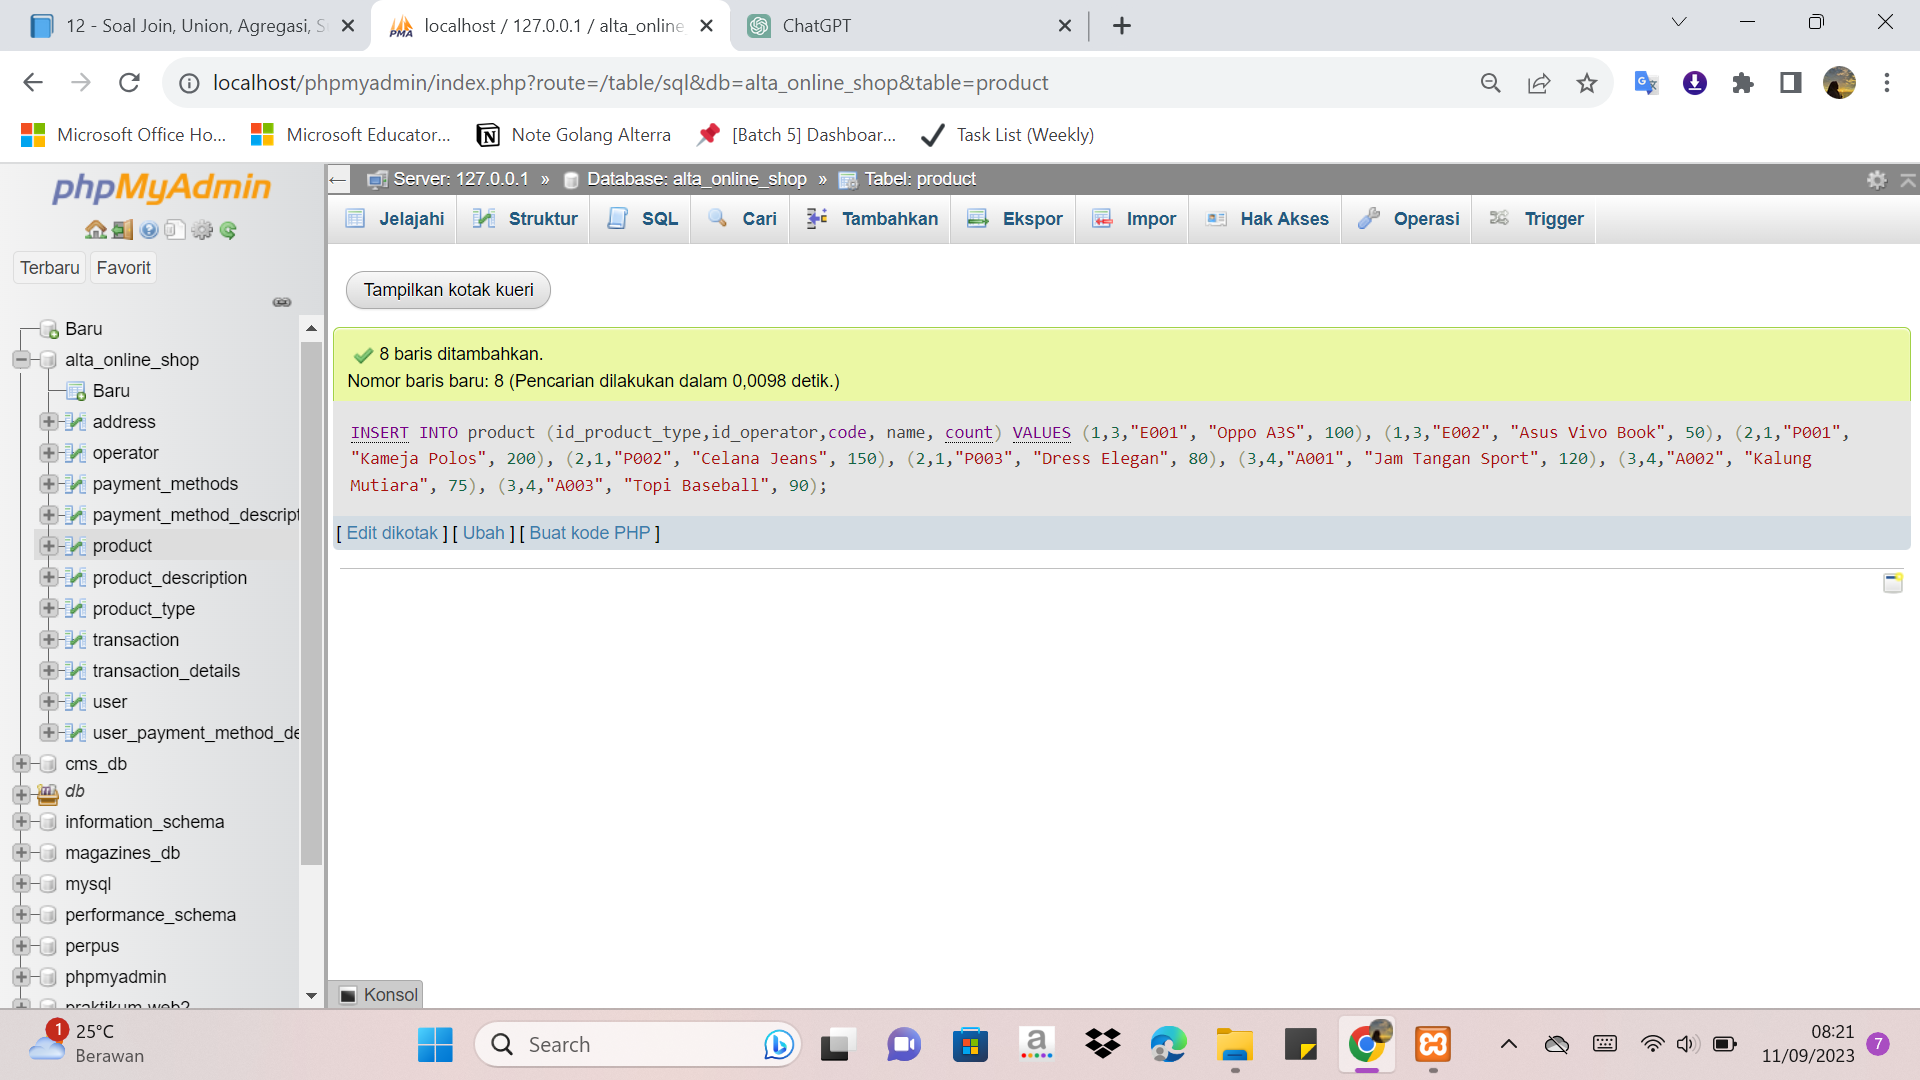 12 - Soal Join, Union, Agregasi, S
localhost / 127.0.0.1 / alta_online
ChatGPT
localhost/phpmyadmin/index.php?route=/table/sql&db=alta_online_shop&table=product
Microsoft Office Ho...
Microsoft Educator...
Note Golang Alterra
[Batch 5] Dashboar...
Task List (Weekly)
phpMyAdmin
Terbaru
Favorit
Baru
alta_online_shop
Baru
address
operator
payment_methods
payment_method_descript
product
product_description
product_type
transaction
transaction_details
user
user_payment_method_de
cms_db
db
information_schema
magazines_db
mysql
performance_schema
perpus
phpmyadmin
praktikum web2
Server: 127.0.0.1 » Database: alta_online_shop » Tabel: product
Jelajahi
Struktur
SQL
Cari
Tambahkan
Ekspor
Impor
Hak Akses
Operasi
Trigger
Tampilkan kotak kueri
8 baris ditambahkan.
Nomor baris baru: 8 (Pencarian dilakukan dalam 0,0098 detik.)
INSERT INTO product (id_product_type,id_operator,code, name, count) VALUES (1,3,"E001", "Oppo A3S", 100), (1,3,"E002", "Asus Vivo Book", 50), (2,1,"P001",
"Kameja Polos", 200), (2,1,"P002", "Celana Jeans", 150), (2,1,"P003", "Dress Elegan", 80), (3,4,"A001", "Jam Tangan Sport", 120), (3,4,"A002", "Kalung
Mutiara", 75), (3,4,"A003", "Topi Baseball", 90);
[ Edit dikotak ] [ Ubah ] [ Buat kode PHP ]
Konsol
1
25°C
Berawan
Search
08:21
11/09/2023
7